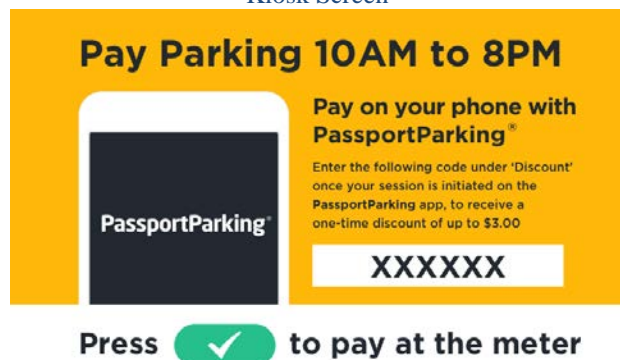 Kiosk Screen
Pay Parking 10AM to 8PM
PassportParking®
Pay on your phone with
PassportParking®
Enter the following code under 'Discount'
once your session is initiated on the
PassportParking app, to receive a
one-time discount of up to $3.00
XXXXXX
Press ✓ to pay at the meter